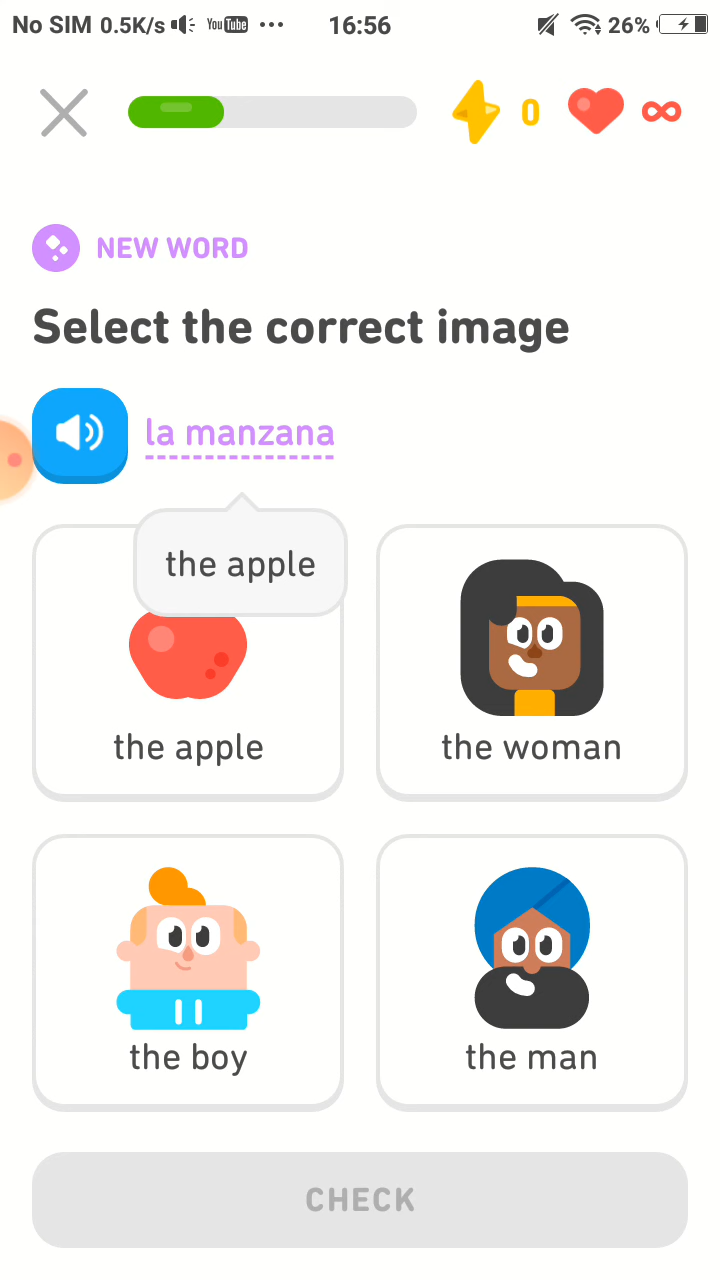 No SIM 0.5K/s YouTube ... 16:56 26%
0 ∞
NEW WORD
Select the correct image
la manzana
the apple
the apple
the woman
the boy
the man
CHECK